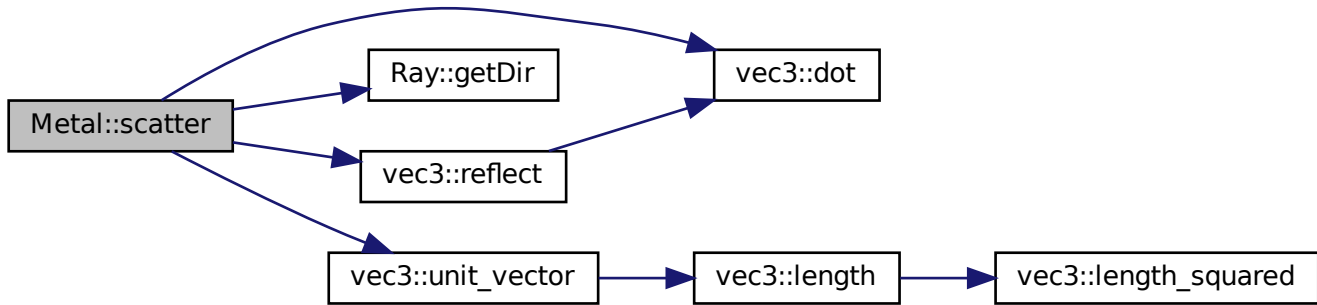 Metal::scatter
Ray::getDir
vec3::dot
vec3::reflect
vec3::unit_vector
vec3::length
vec3::length_squared